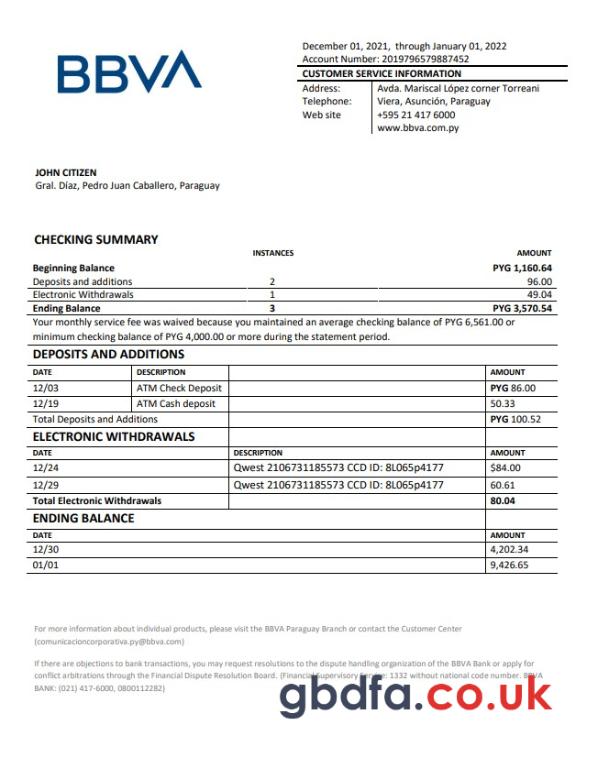 BBVA
December 01, 2021, through January 01, 2022
Account Number: 2019796579887452
CUSTOMER SERVICE INFORMATION
Address: Avda. Mariscal López corner Torreani
Telephone: Viera, Asunción, Paraguay
Web site +595 21 417 6000
www.bbva.com.py
JOHN CITIZEN
Gral. Díaz, Pedro Juan Caballero, Paraguay
CHECKING SUMMARY
INSTANCES AMOUNT
Beginning Balance PYG 1,160.64
Deposits and additions 2 96.00
Electronic Withdrawals 1 49.04
Ending Balance 3 PYG 3,570.54
Your monthly service fee was waived because you maintained an average checking balance of PYG 6,561.00 or
minimum checking balance of PYG 4,000.00 or more during the statement period.
DEPOSITS AND ADDITIONS
DATE DESCRIPTION AMOUNT
12/03 ATM Check Deposit PYG 86.00
12/19 ATM Cash deposit 50.33
Total Deposits and Additions PYG 100.52
ELECTRONIC WITHDRAWALS
DATE DESCRIPTION AMOUNT
12/24 Qwest 2106731185573 CCD ID: 8L065p4177 $84.00
12/29 Qwest 2106731185573 CCD ID: 8L065p4177 60.61
Total Electronic Withdrawals 80.04
ENDING BALANCE
DATE AMOUNT
12/30 4,202.34
01/01 9,426.65
For more information about individual products, please visit the BBVA Paraguay Branch or contact the Customer Center
(comunicacioncorporativa.py@bbva.com)
If there are objections to bank transactions, you may request resolutions to the dispute handling organization of the BBVA Bank or apply for
conflict arbitrations through the Financial Dispute Resolution Board. (Financial Supervisory Service: 1332 without national code number. BBVA
BANK: (021) 417-6000, 0800112282)
gbdfa.co.uk